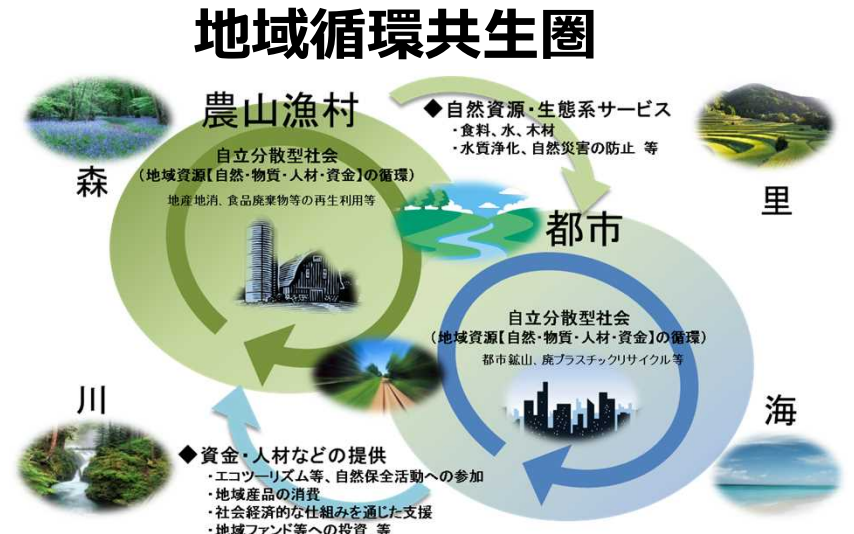 地域循環共生圏
農山漁村
自立分散型社会
(地域資源【自然・物質・人材・資金】の循環)
地産地消、食品廃棄物等の再生利用等
◆自然資源・生態系サービス
・食料、水、木材
・水質浄化、自然災害の防止 等
森
里
都市
自立分散型社会
(地域資源【自然・物質・人材・資金】の循環)
都市鉱山、廃プラスチックリサイクル等
川
海
◆資金・人材などの提供
・エコツーリズム等、自然保全活動への参加
・地域産品の消費
・社会経済的な仕組みを通じた支援
・地域ファンド等への投資 等